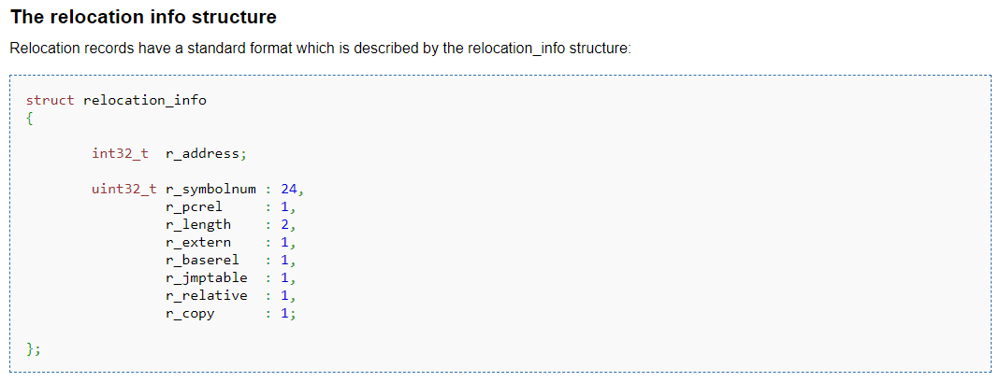 The relocation info structure
Relocation records have a standard format which is described by the relocation_info structure:
struct relocation_info
{
int32_t  r_address;
uint32_t r_symbolnum : 24,
r_pcrel     : 1,
r_length    : 2,
r_extern    : 1,
r_baserel   : 1,
r_jmptable  : 1,
r_relative  : 1,
r_copy      : 1;
};